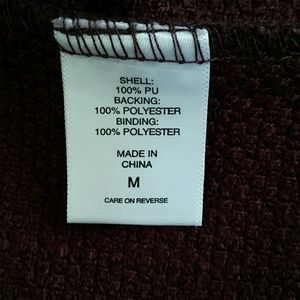 SHELL:
100% PU
BACKING:
100% POLYESTER
BINDING:
100% POLYESTER
MADE IN
CHINA
M
CARE ON REVERSE